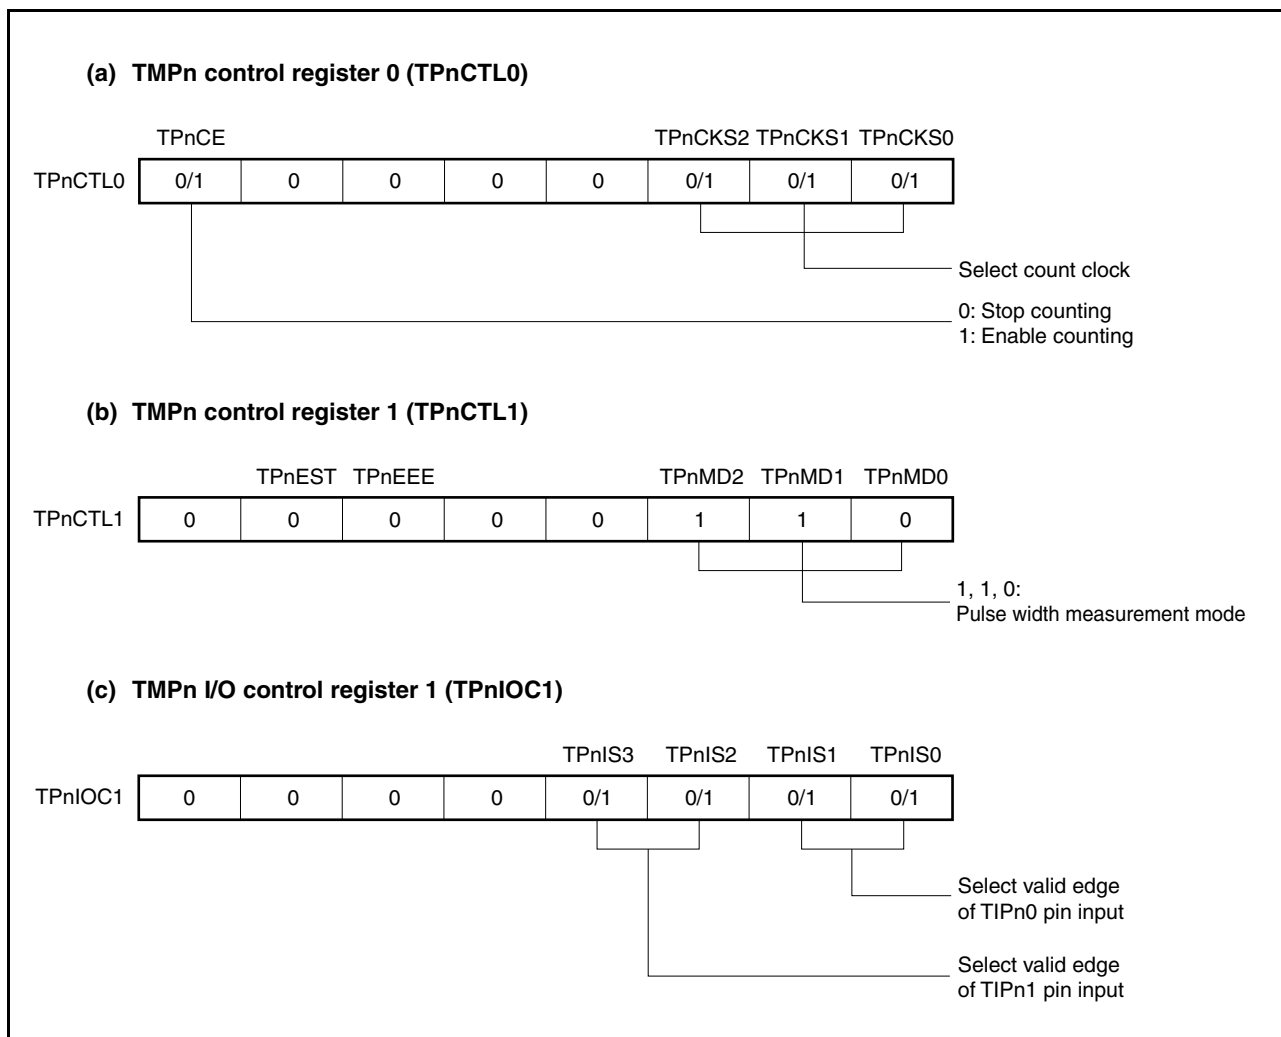 (a) TMPn control register 0 (TPnCTL0)
TPnCE TPnCKS2 TPnCKS1 TPnCKS0
TPnCTL0 0/1 0 0 0 0 0/1 0/1 0/1
Select count clock
0: Stop counting
1: Enable counting
(b) TMPn control register 1 (TPnCTL1)
TPnEST TPnEEE TPnMD2 TPnMD1 TPnMD0
TPnCTL1 0 0 0 0 0 1 1 0
1, 1, 0:
Pulse width measurement mode
(c) TMPn I/O control register 1 (TPnIOC1)
TPnIS3 TPnIS2 TPnIS1 TPnIS0
TPnIOC1 0 0 0 0 0/1 0/1 0/1 0/1
Select valid edge
of TIPn0 pin input
Select valid edge
of TIPn1 pin input